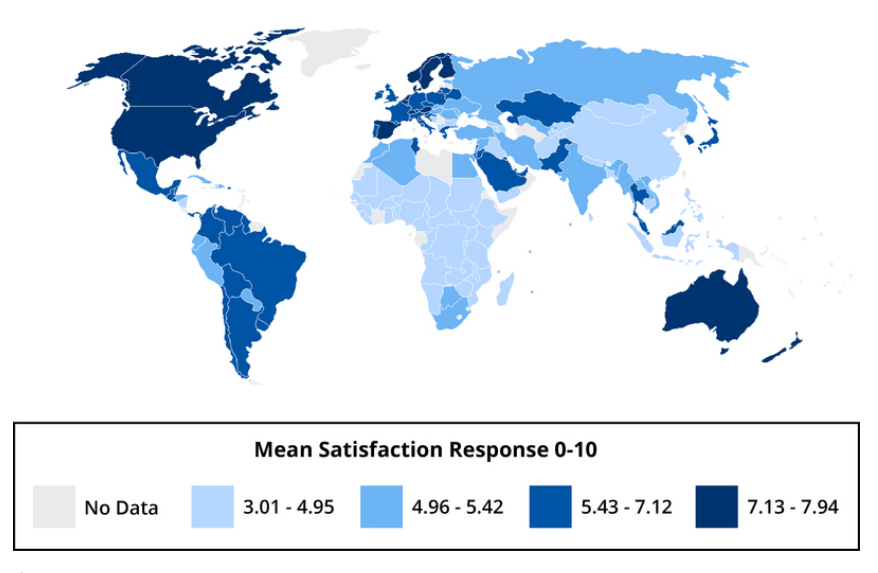 Mean Satisfaction Response 0-10
No Data
3.01 - 4.95
4.96 - 5.42
5.43 - 7.12
7.13 - 7.94